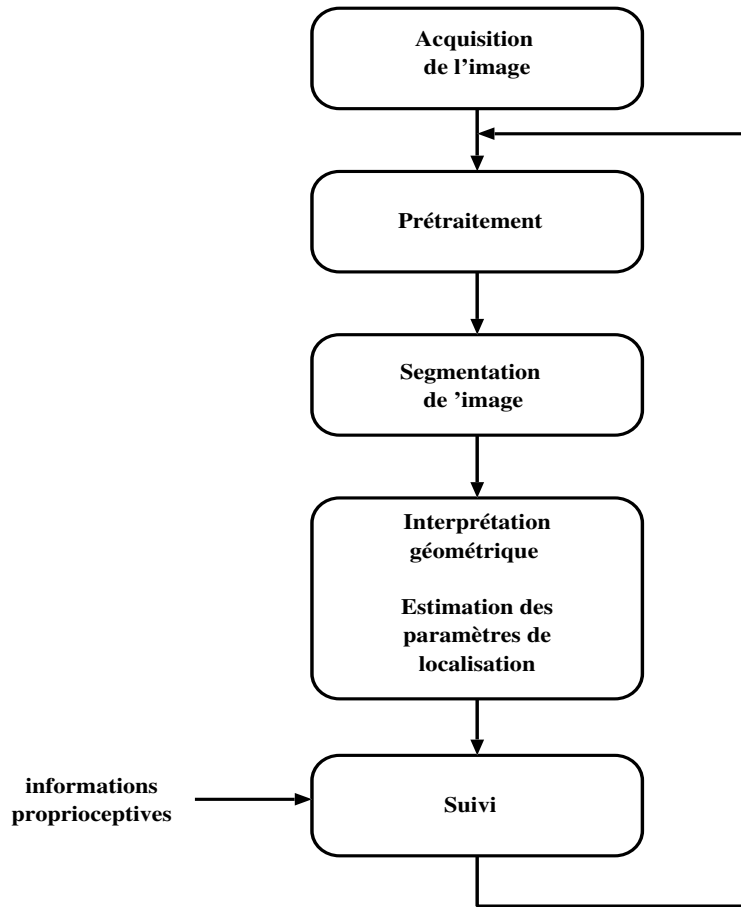 Acquisition
de l’image
Prétraitement
Segmentation
de ’image
Interprétation
géométrique
Estimation des
paramètres de
localisation
informations
proprioceptives
Suivi